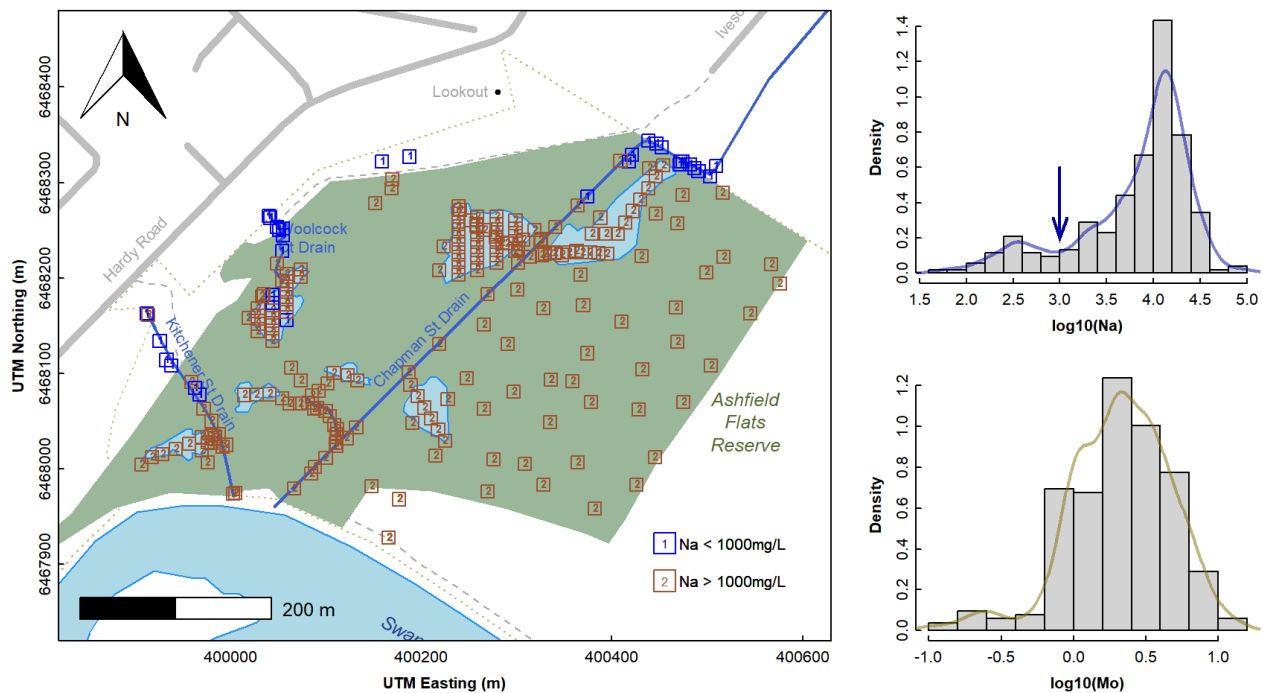 Lookout
Ivesc
N
6468400
6468300
6468200
6468100
6468000
6467900
UTM Northing (m)
Hardy Road
Woolcock
St Drain
Kitchener St Drain
Chapman St Drain
Ashfield
Flats
Reserve
1 Na < 1000mg/L
2 Na > 1000mg/L
200 m
Swan
400000 400200 400400 400600
UTM Easting (m)
Density
0.0 0.2 0.4 0.6 0.8 1.0 1.2 1.4
1.5 2.0 2.5 3.0 3.5 4.0 4.5 5.0
log10(Na)
Density
0.0 0.2 0.4 0.6 0.8 1.0 1.2
-1.0 -0.5 0.0 0.5 1.0
log10(Mo)